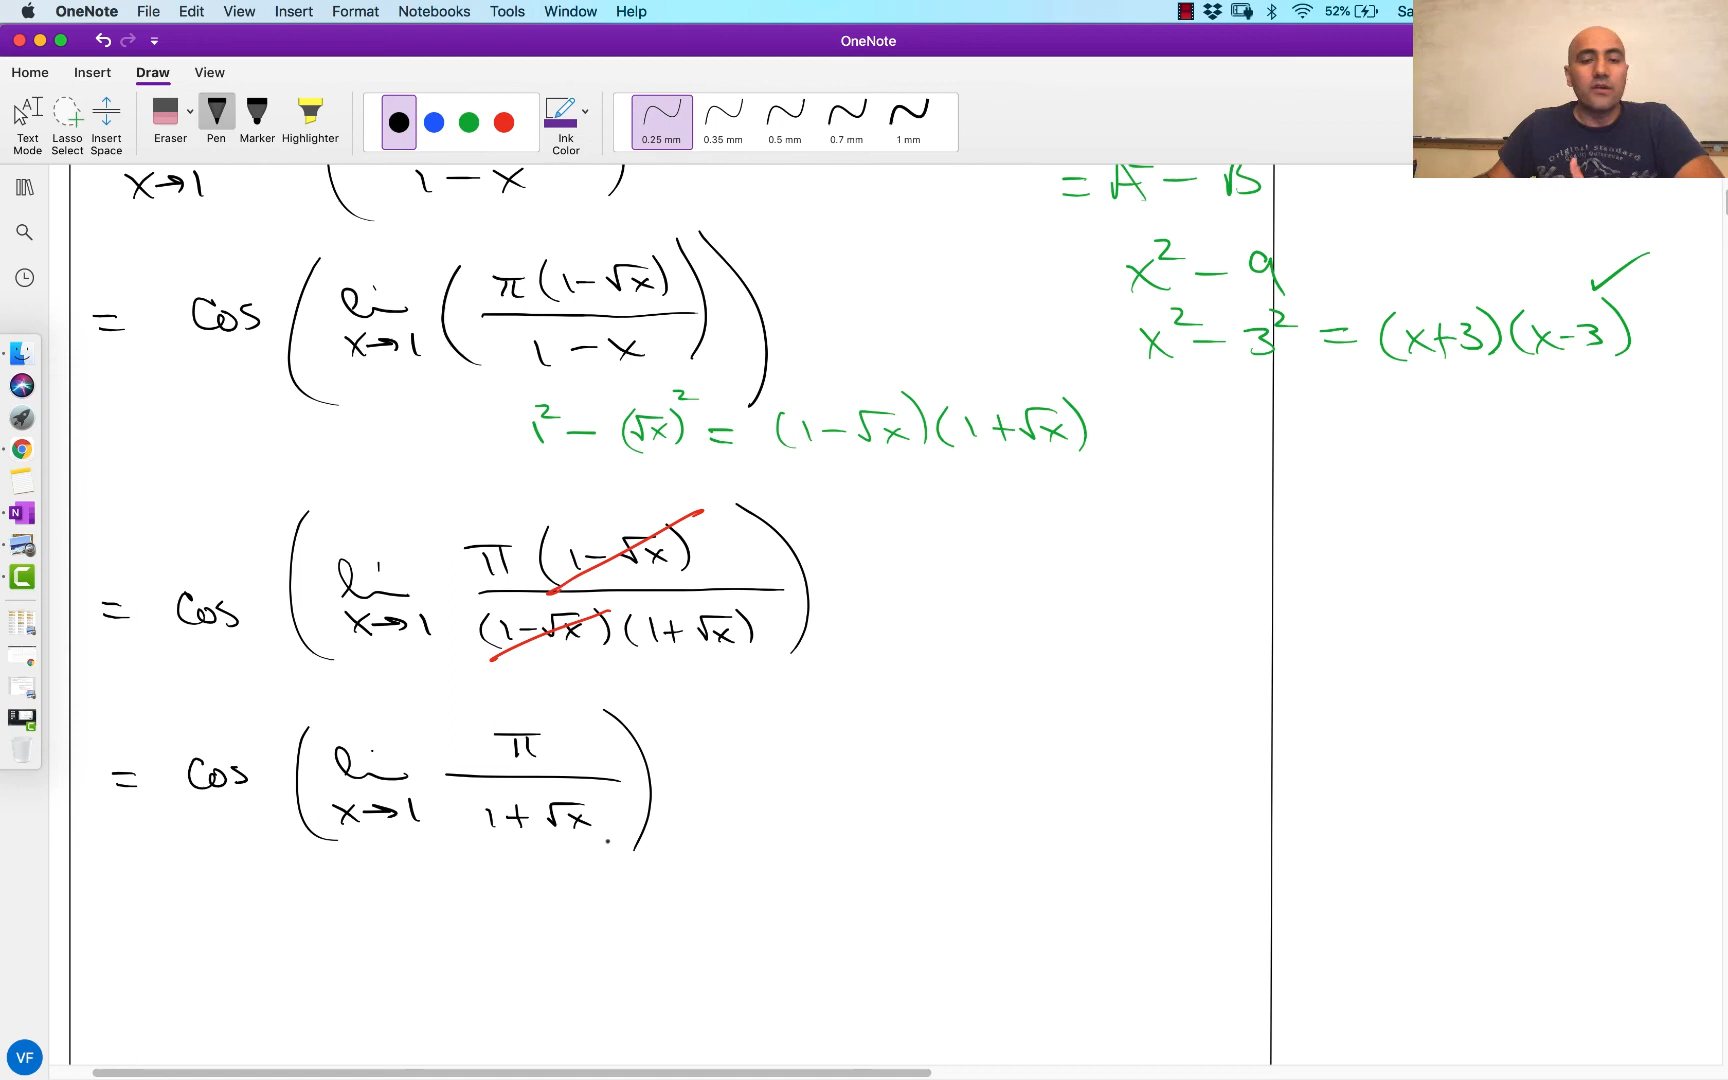 OneNote File Edit View Insert Format Notebooks Tools Window Help 52% Sa
OneNote
Home Insert Draw View
Text Mode Lasso Select Insert Space Eraser Pen Marker Highlighter Ink Color 0.25 mm 0.35 mm 0.5 mm 0.7 mm 1 mm
original standard
x→1 ( 1 - x )
= √A - √B
x² - 9
= cos ( lim x→1 ( π(1-√x) / 1 - x ) )
x² - 3² = (x+3)(x-3) ✓
1² - (√x)² = (1-√x)(1+√x)
= cos ( lim x→1 π(1-√x) / (1-√x)(1+√x) )
= cos ( lim x→1 π / 1+√x )
VF